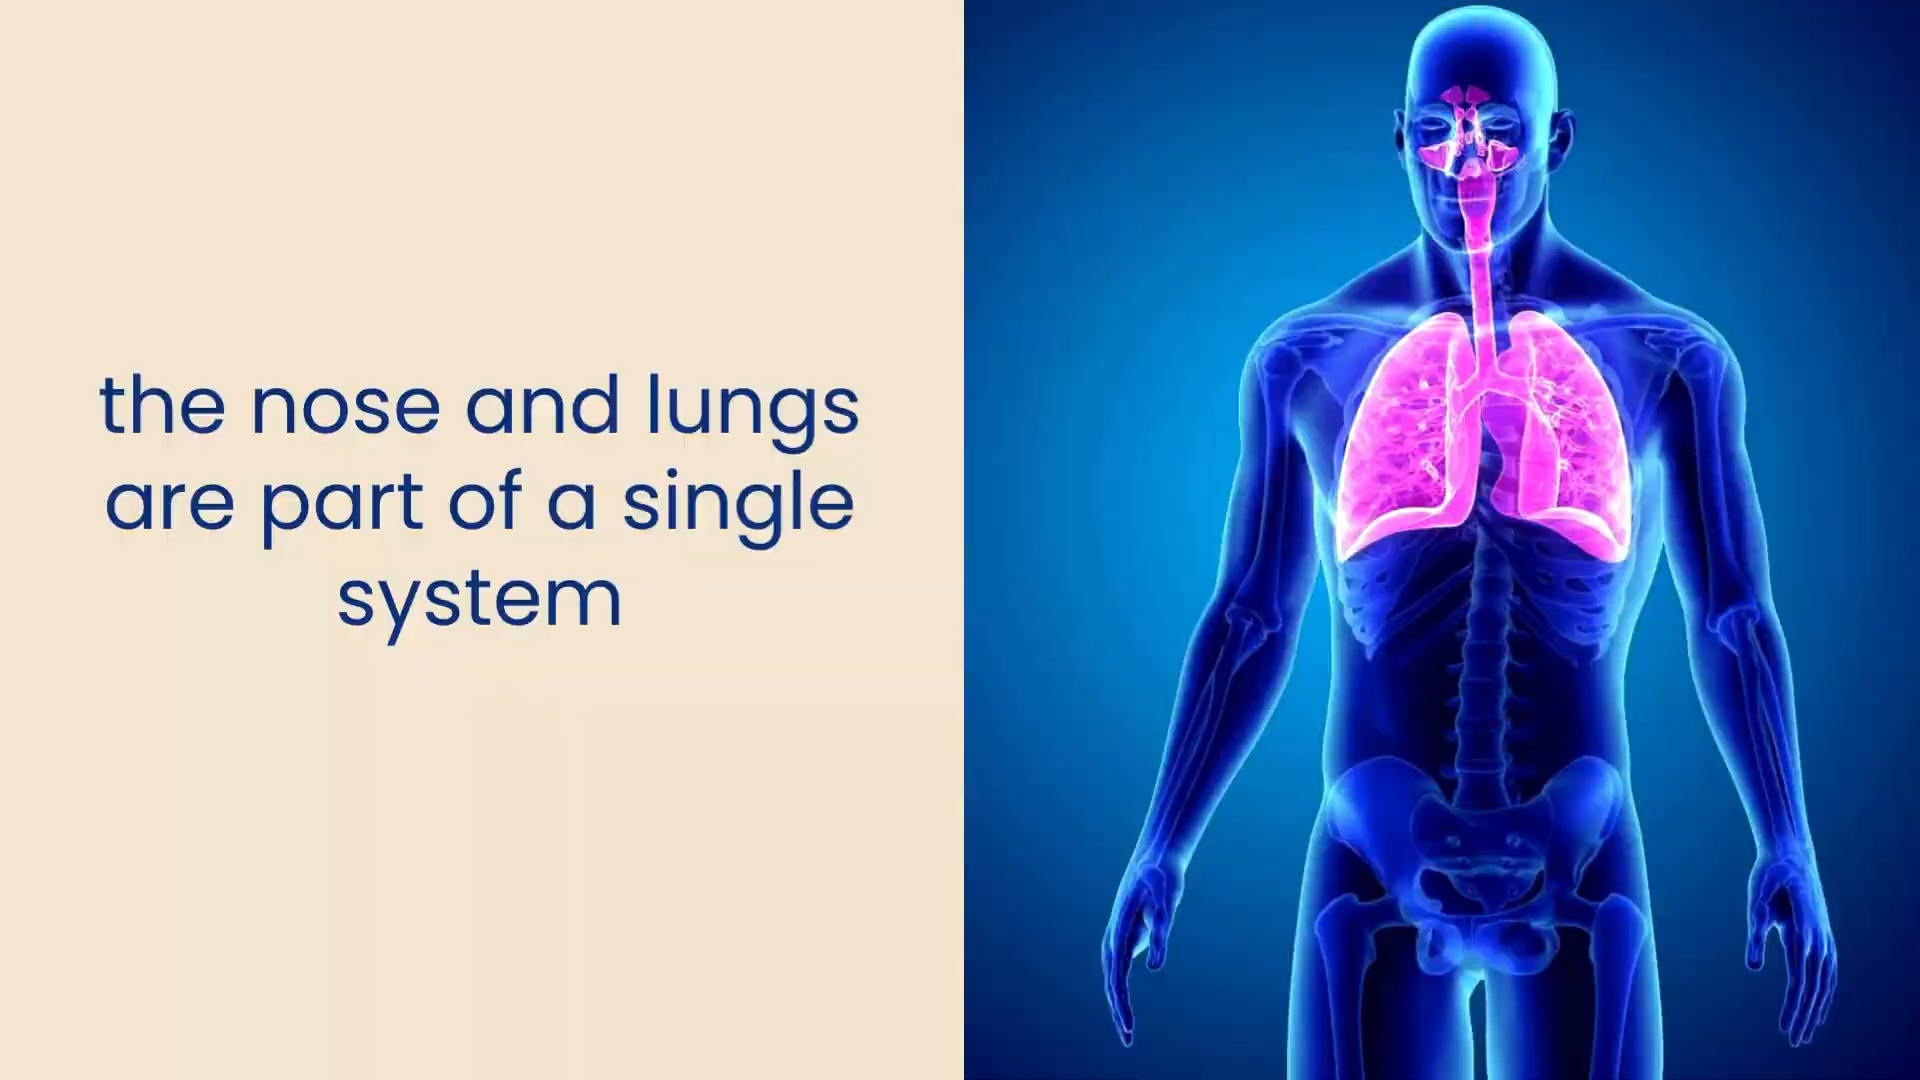 the nose and lungs
are part of a single
system